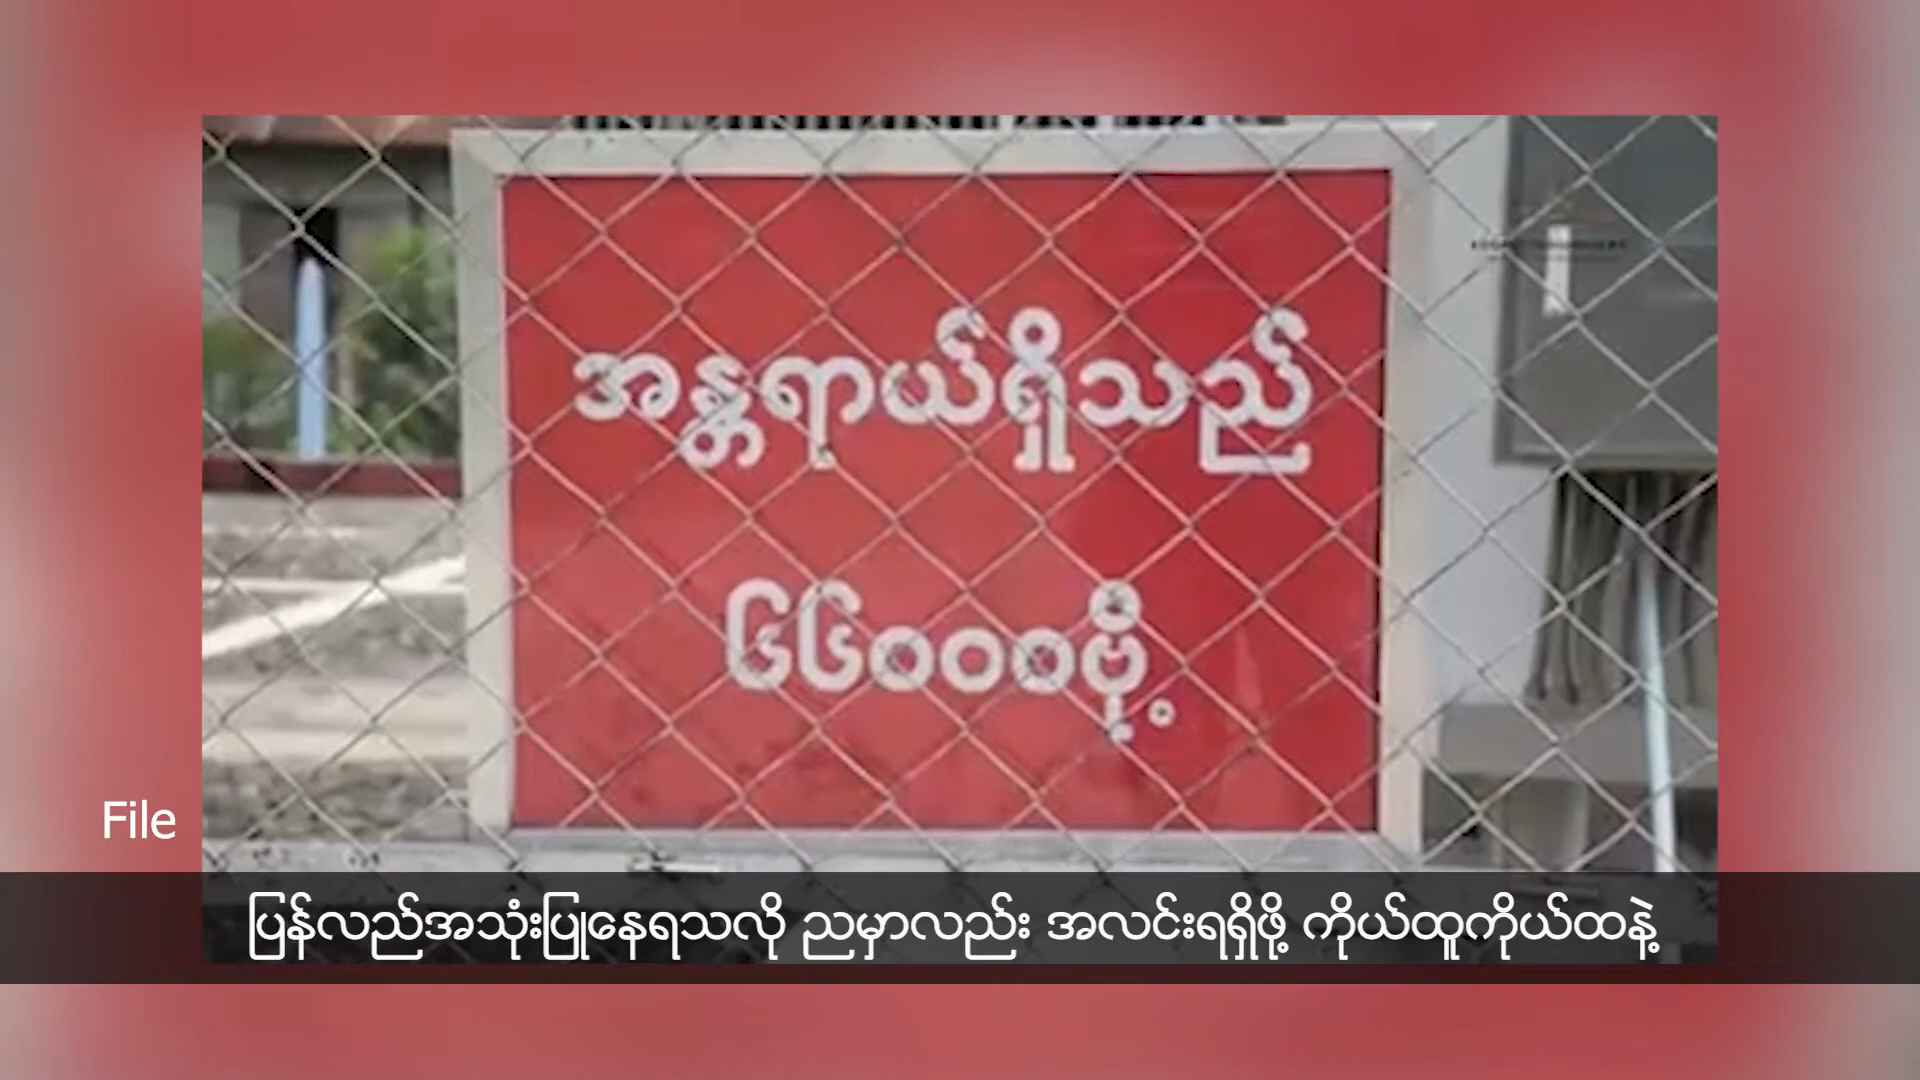 အန္တရာယ်ရှိသည်
၆၆၀၀၀ဗို့
File
ပြန်လည်အသုံးပြုနေရသလို ညမှာလည်း အလင်းရရှိဖို့ ကိုယ်ထူကိုယ်ထနဲ့